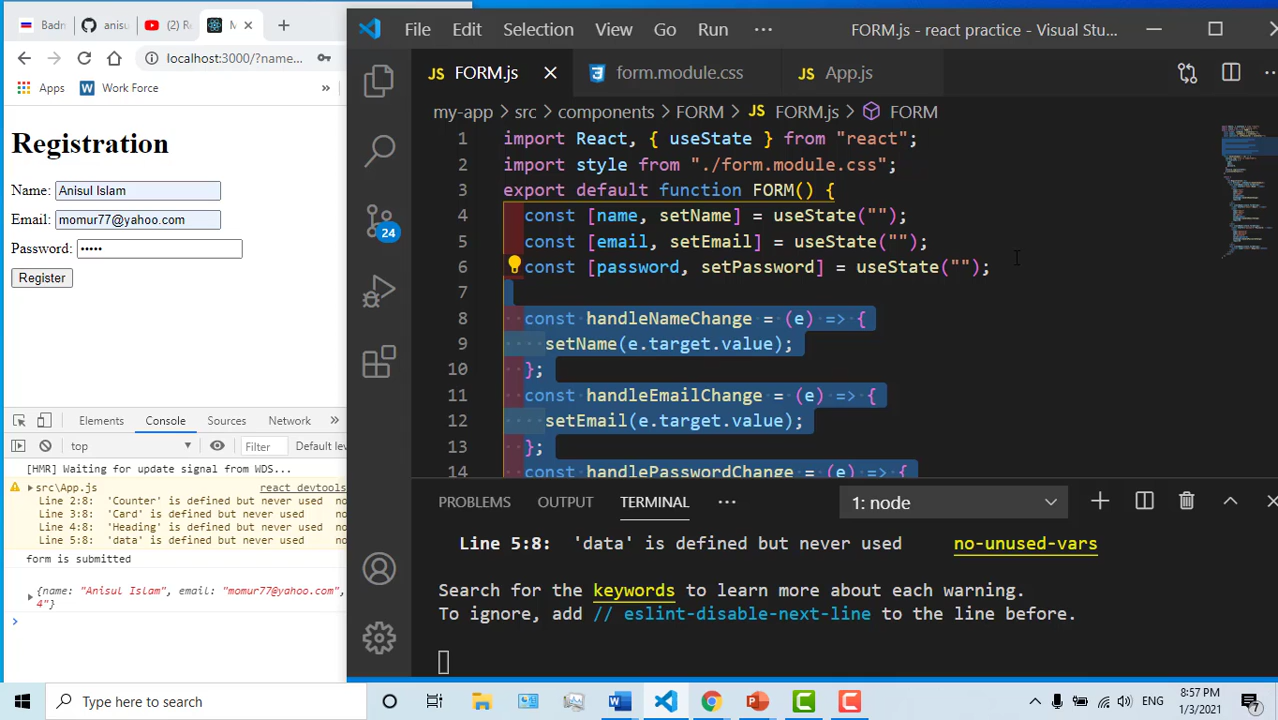 Badr
anisu
(2) Re
M
localhost:3000/?name...
Apps
Work Force
»
Registration
Name: Anisul Islam
Email: momur77@yahoo.com
Password: •••••
Register
Elements Console Sources Network »
top Filter Default lev
[HMR] Waiting for update signal from WDS...
src\App.js react devtools
Line 2:8: 'Counter' is defined but never used no
Line 3:8: 'Card' is defined but never used no
Line 4:8: 'Heading' is defined but never used no
Line 5:8: 'data' is defined but never used no
form is submitted
{name: "Anisul Islam", email: "momur77@yahoo.com",
4"}
File Edit Selection View Go Run ··· FORM.js - react practice - Visual Stu...
JS FORM.js form.module.css JS App.js
my-app > src > components > FORM > JS FORM.js > FORM
1 import React, { useState } from "react";
2 import style from "./form.module.css";
3 export default function FORM() {
4 const [name, setName] = useState("");
5 const [email, setEmail] = useState("");
6 const [password, setPassword] = useState("");
7
8 const handleNameChange = (e) => {
9 setName(e.target.value);
10 };
11 const handleEmailChange = (e) => {
12 setEmail(e.target.value);
13 };
14 const handlePasswordChange = (e) => {
24
PROBLEMS OUTPUT TERMINAL ··· 1: node
Line 5:8: 'data' is defined but never used no-unused-vars
Search for the keywords to learn more about each warning.
To ignore, add // eslint-disable-next-line to the line before.
Type here to search
ENG
8:57 PM
1/3/2021
7